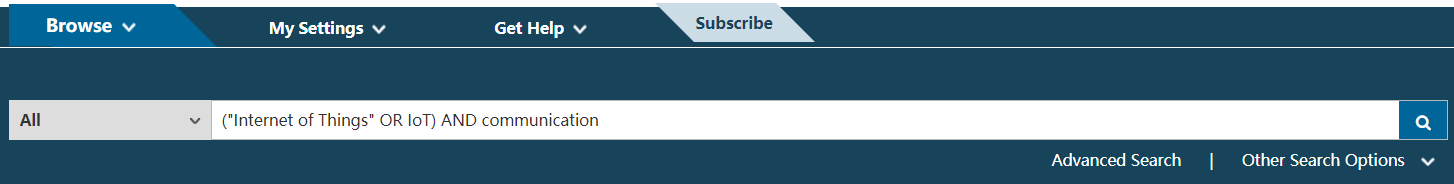 Browse My Settings Get Help Subscribe
All ("Internet of Things" OR IoT) AND communication
Advanced Search | Other Search Options